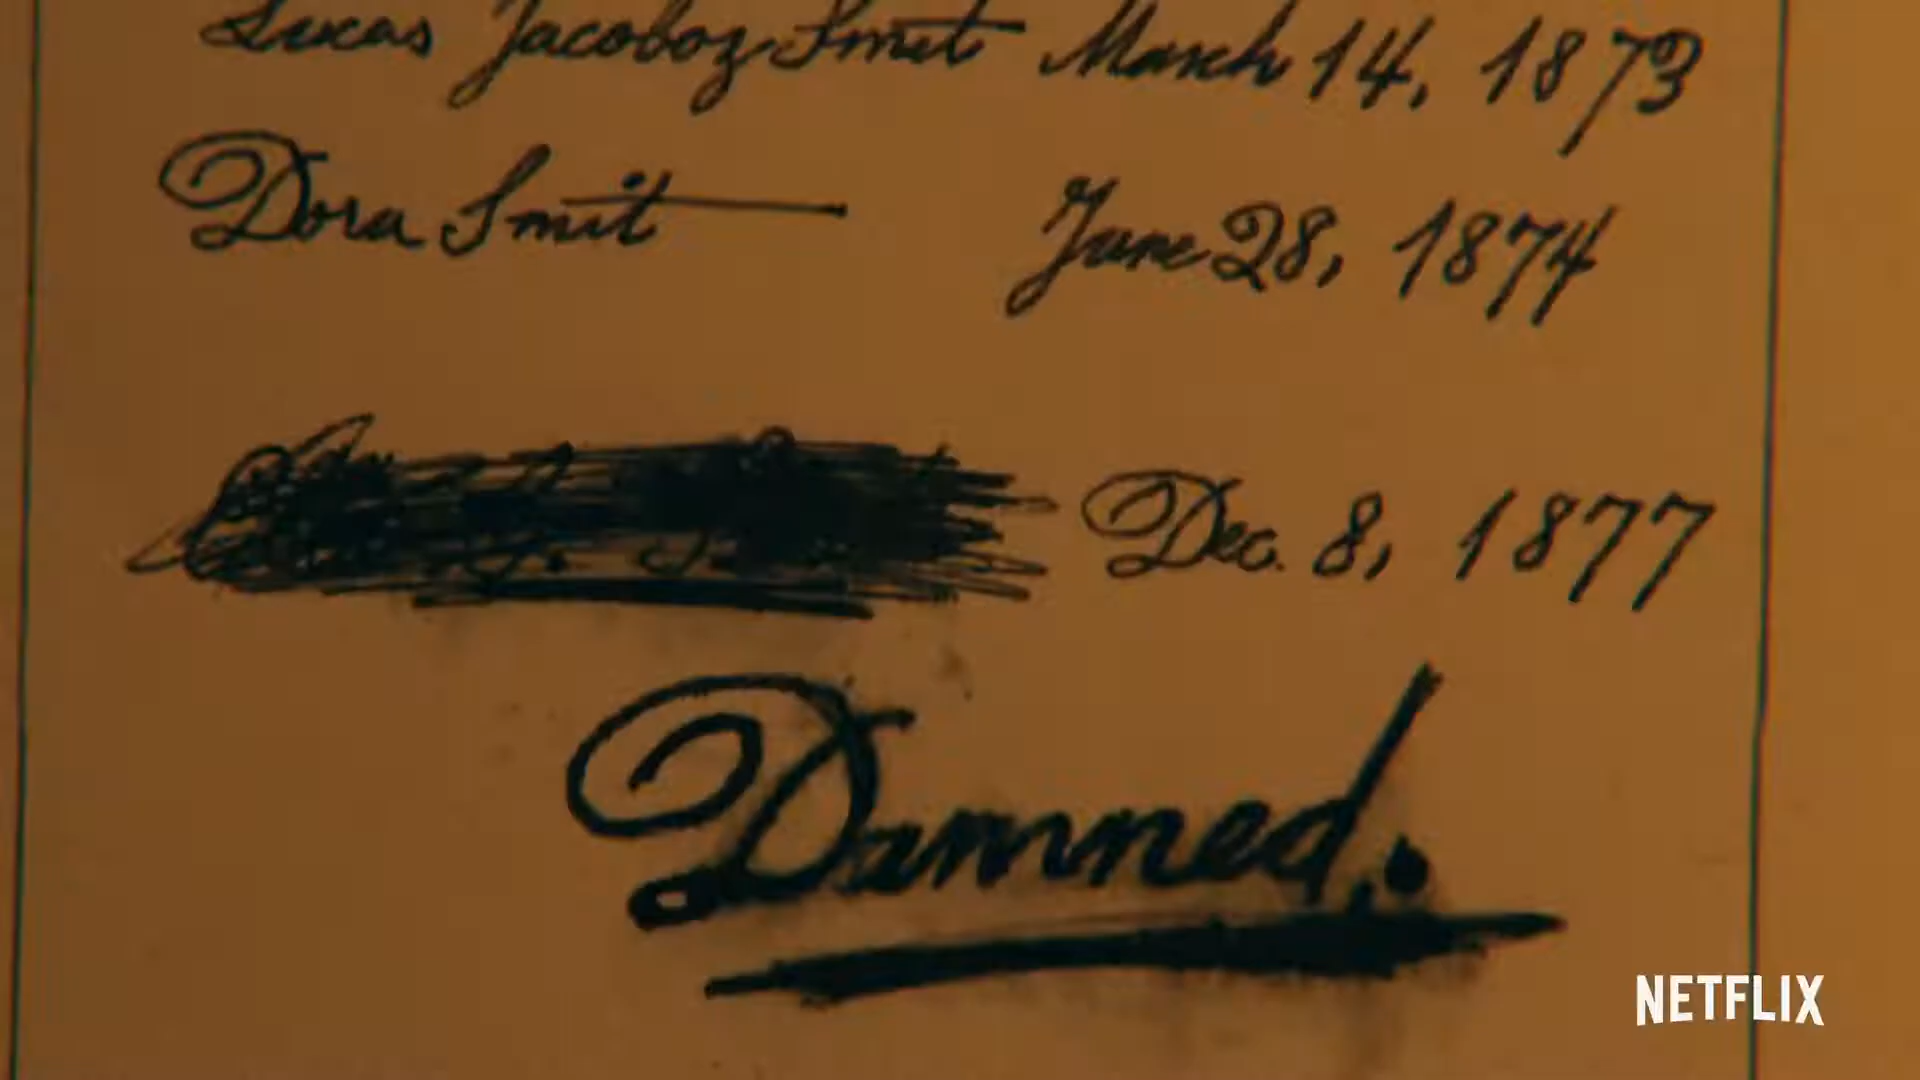 Lucas Jacoboz Smit March 14, 1873
Dora Smit June 28, 1874
Dec. 8, 1877
Damned.
NETFLIX